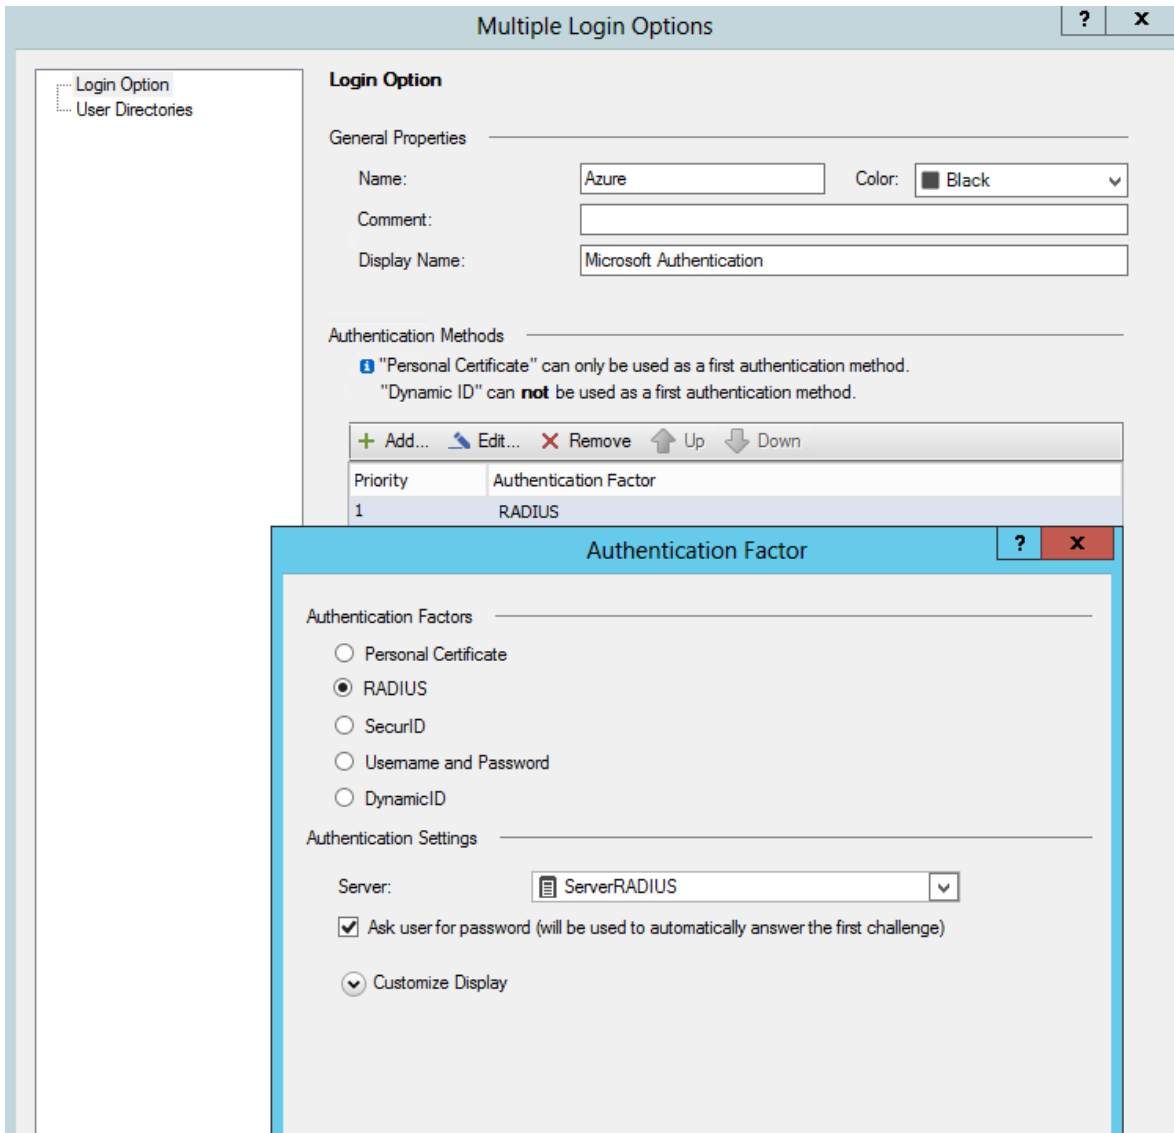 Multiple Login Options
? x
Login Option
User Directories
Login Option
General Properties
Name: Azure Color: Black
Comment:
Display Name: Microsoft Authentication
Authentication Methods
"Personal Certificate" can only be used as a first authentication method.
"Dynamic ID" can not be used as a first authentication method.
Add... Edit... Remove Up Down
Priority Authentication Factor
1 RADIUS
Authentication Factor
? x
Authentication Factors
Personal Certificate
RADIUS
SecurID
Username and Password
DynamicID
Authentication Settings
Server: ServerRADIUS
Ask user for password (will be used to automatically answer the first challenge)
Customize Display